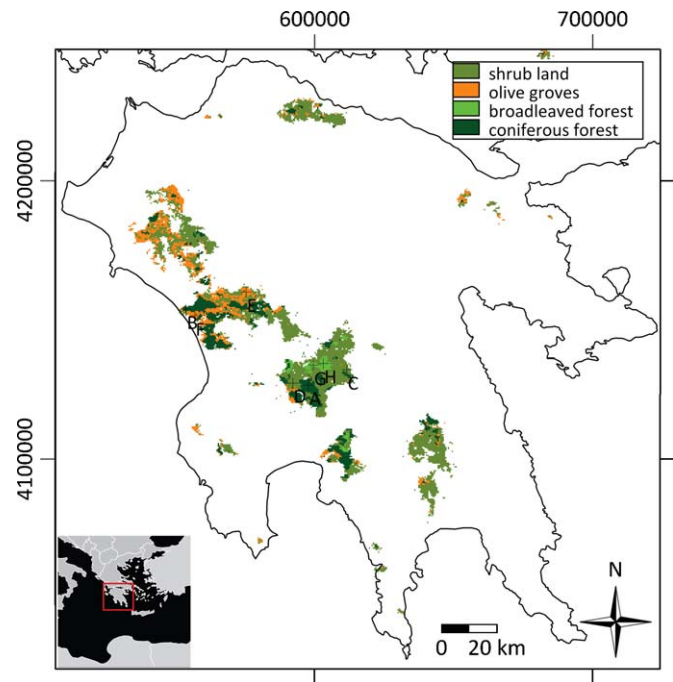 600000 700000
shrub land
olive groves
broadleaved forest
coniferous forest
4200000
E
B
F
G H
C
D A
4100000
N
0 20 km